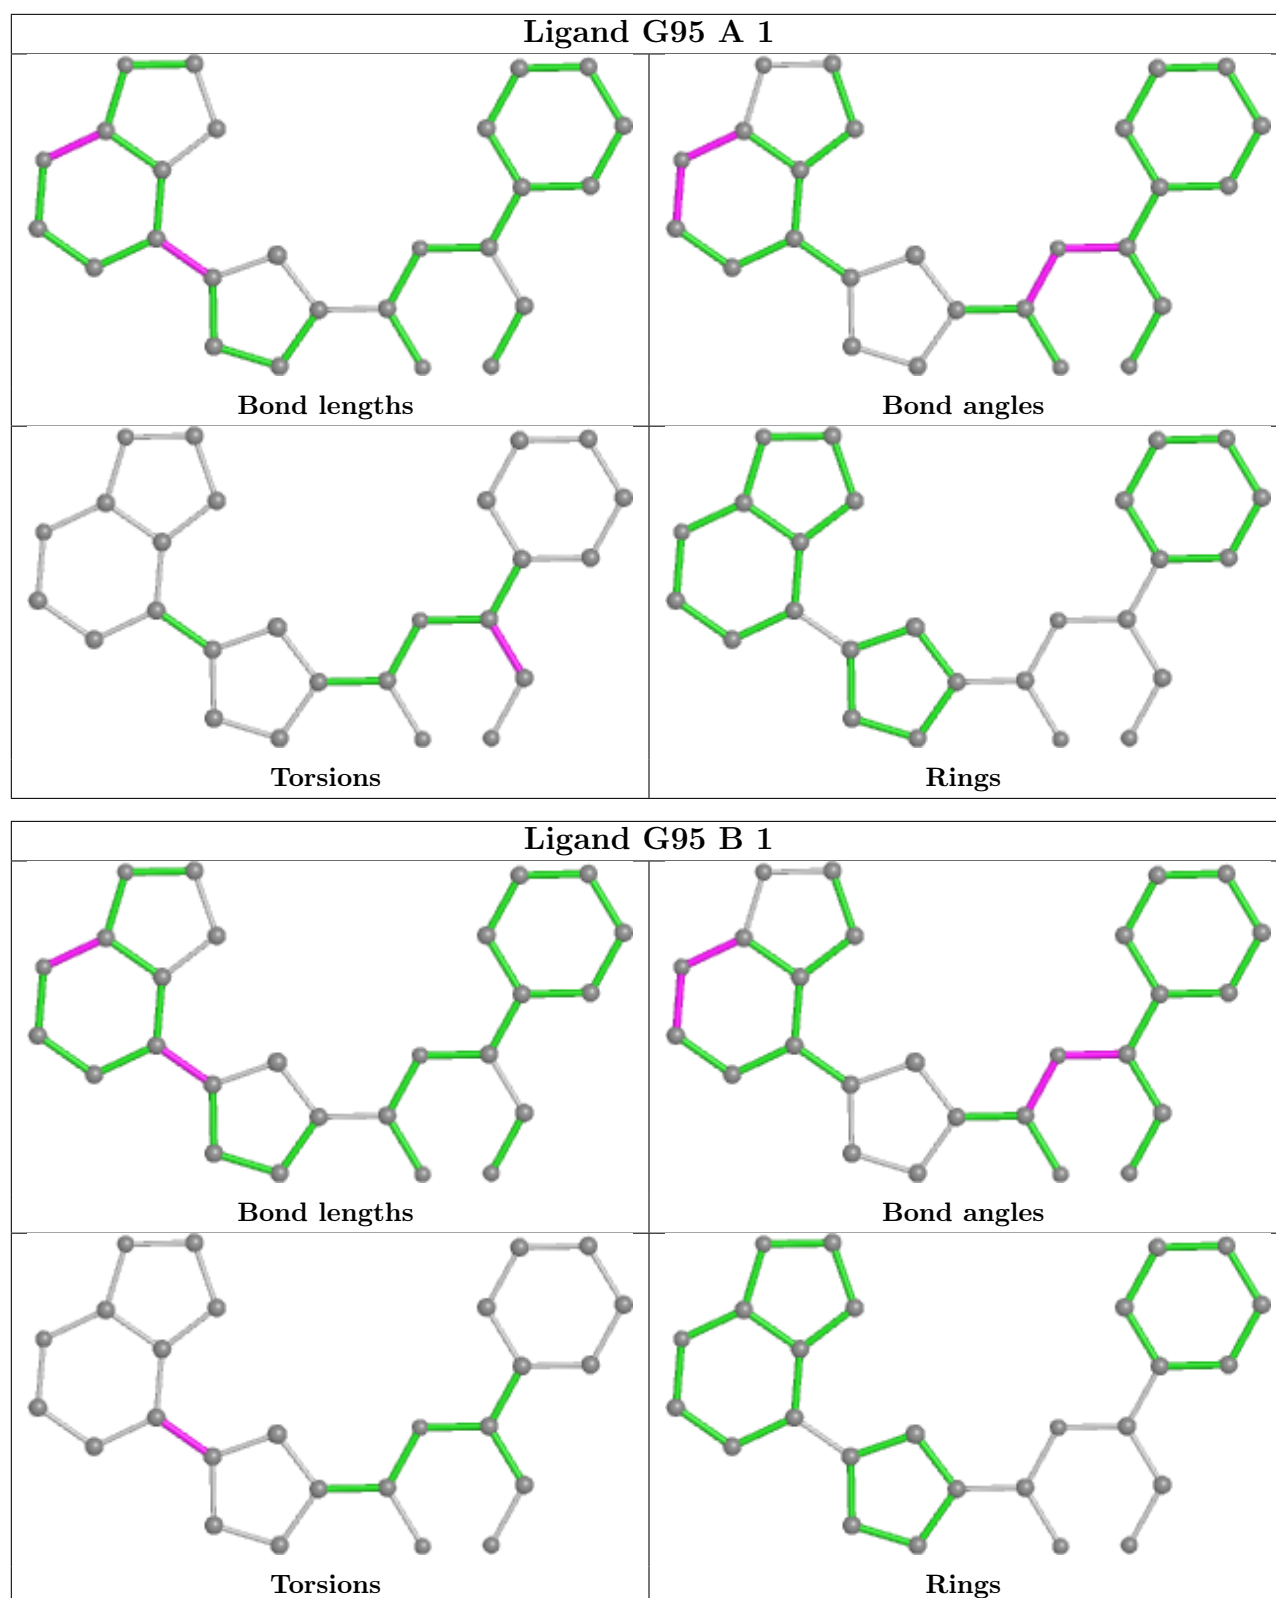 Ligand G95 A 1
Bond lengths
Bond angles
Torsions
Rings
Ligand G95 B 1
Bond lengths
Bond angles
Torsions
Rings